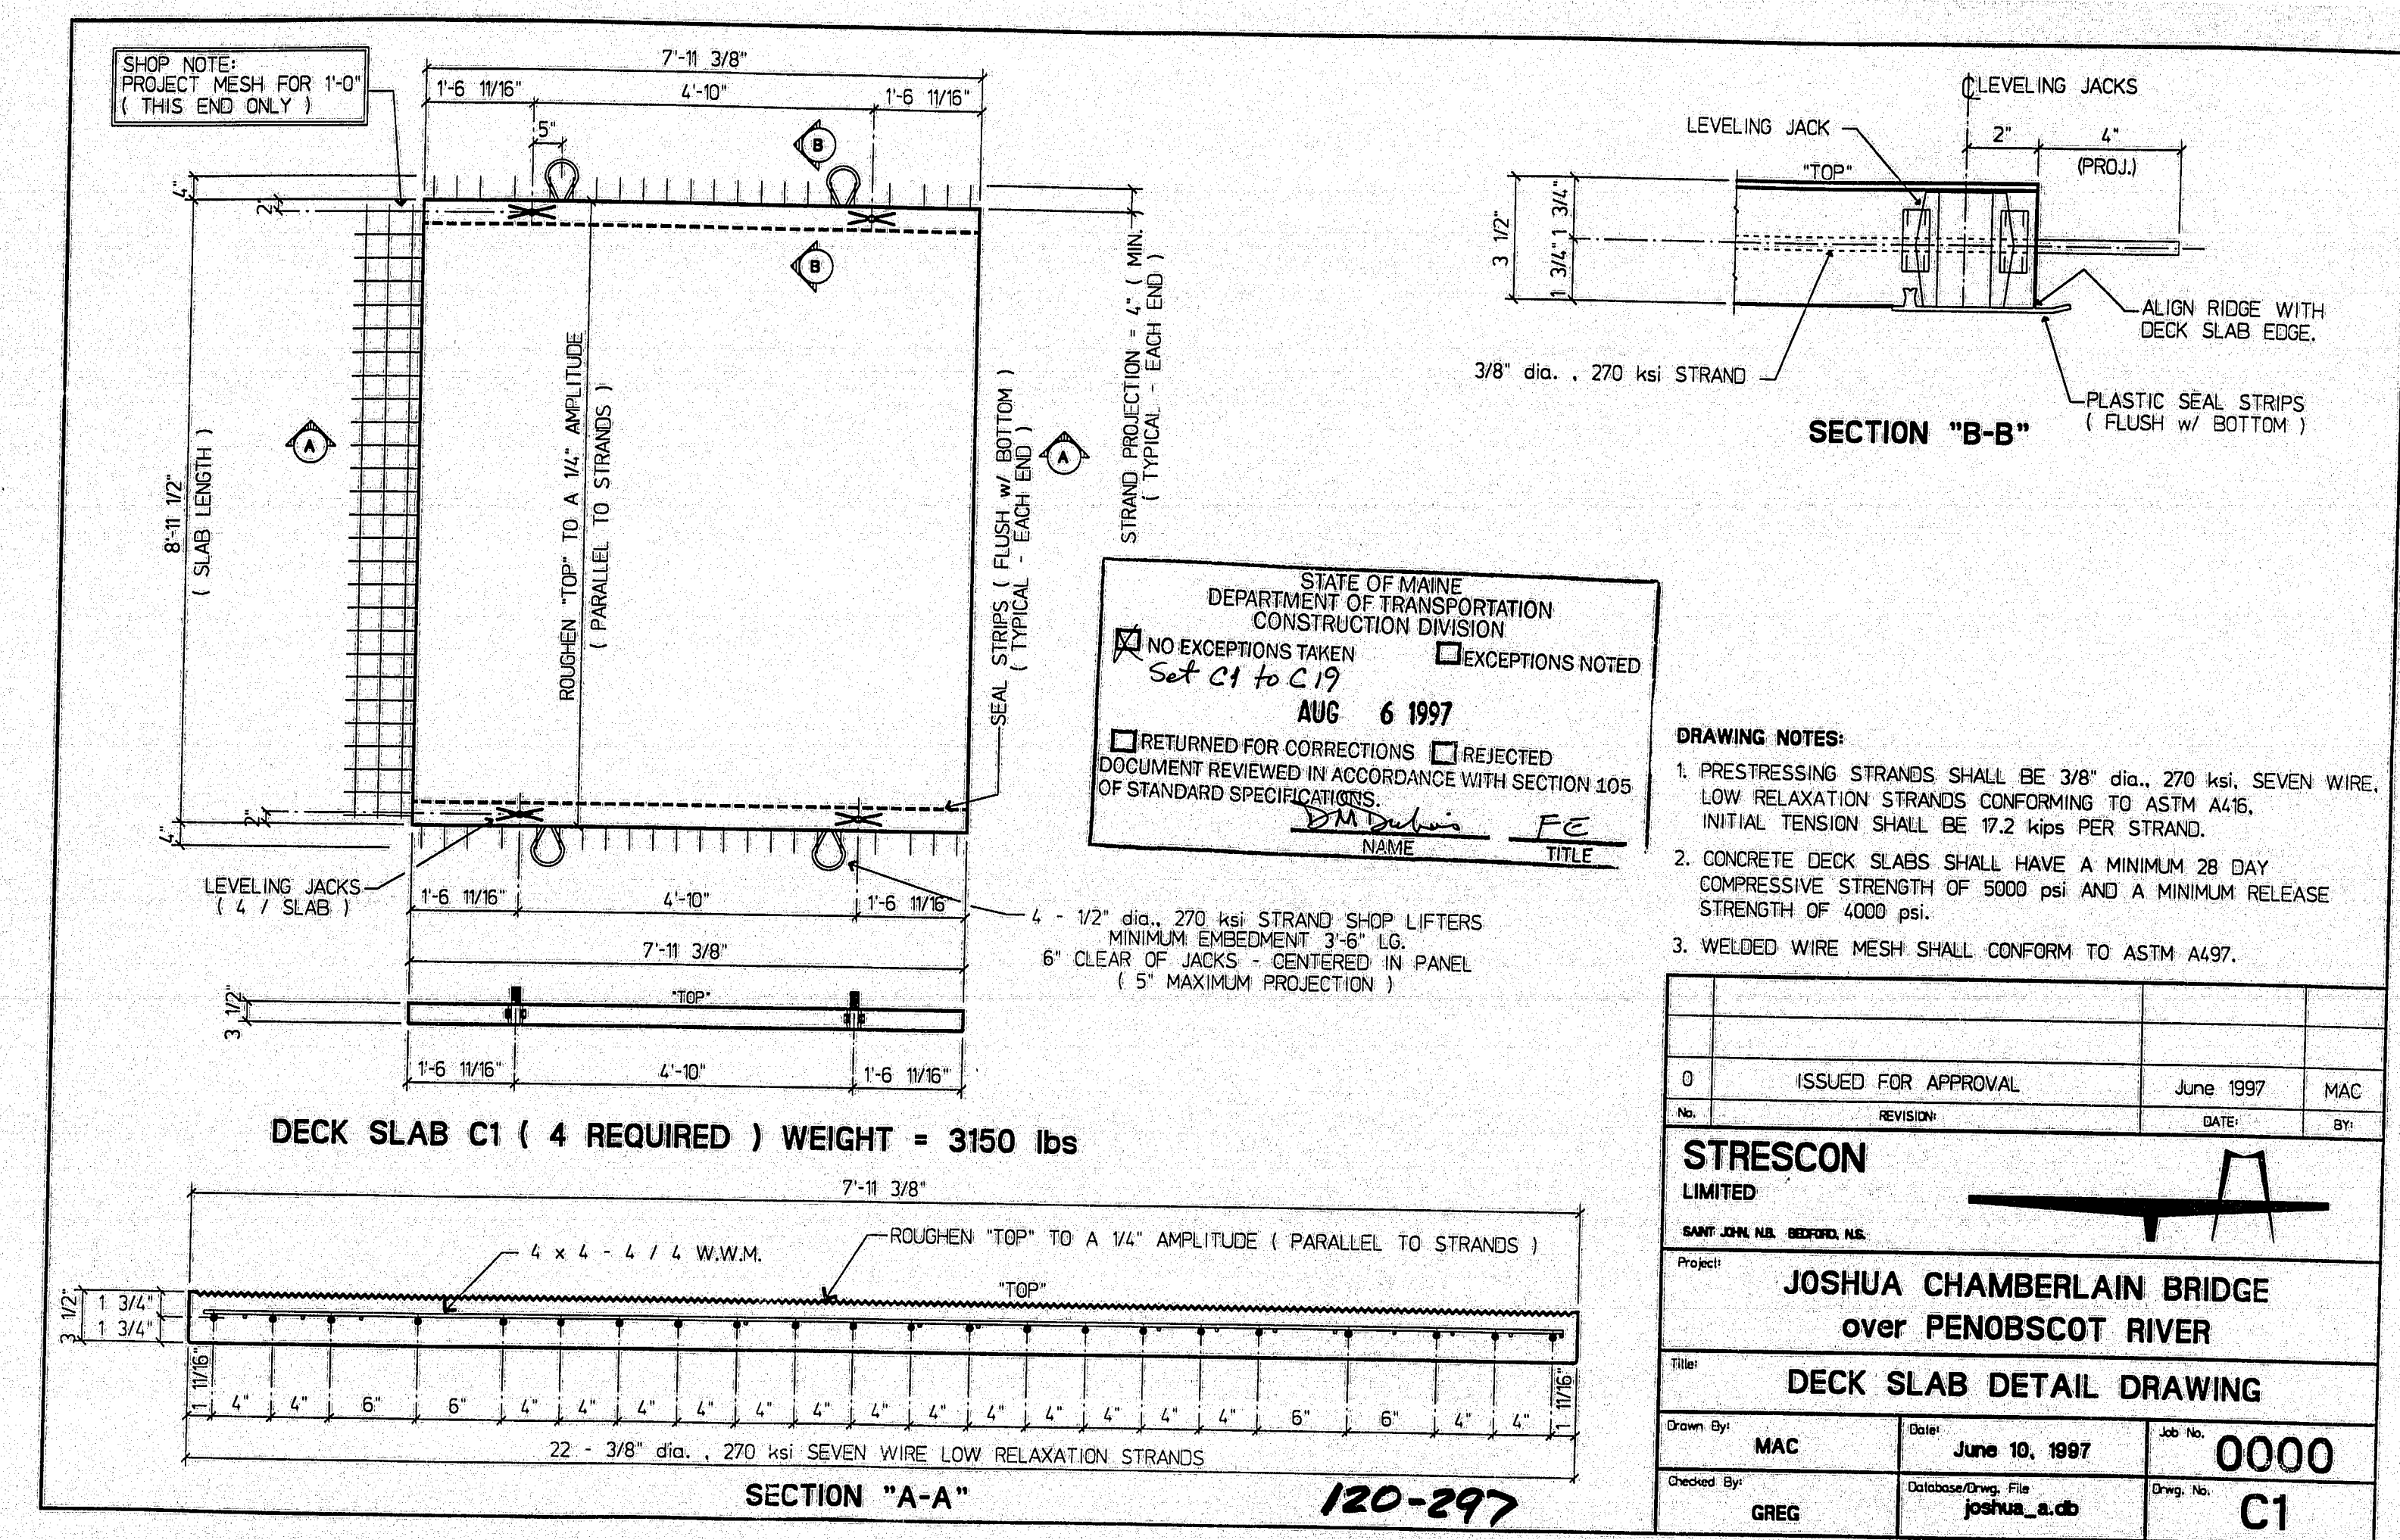 SHOP NOTE:
PROJECT MESH FOR 1'-0"
( THIS END ONLY )
7'-11 3/8"
1'-6 11/16"
4'-10"
1'-6 11/16"
5"
B
B
4"
2"
8'-11 1/2"
( SLAB LENGTH )
A
ROUGHEN "TOP" TO A 1/4" AMPLITUDE
( PARALLEL TO STRANDS )
SEAL STRIPS ( FLUSH w/ BOTTOM )
( TYPICAL - EACH END )
A
STRAND PROJECTION = 4" ( MIN. )
( TYPICAL - EACH END )
2"
4"
LEVELING JACKS
( 4 / SLAB )
1'-6 11/16"
4'-10"
1'-6 11/16"
7'-11 3/8"
4 - 1/2" dia., 270 ksi STRAND SHOP LIFTERS
MINIMUM EMBEDMENT 3'-6" LG.
6" CLEAR OF JACKS - CENTERED IN PANEL
( 5" MAXIMUM PROJECTION )
3 1/2"
"TOP"
1'-6 11/16"
4'-10"
1'-6 11/16"
DECK SLAB C1 ( 4 REQUIRED ) WEIGHT = 3150 lbs
7'-11 3/8"
4 x 4 - 4 / 4 W.W.M.
ROUGHEN "TOP" TO A 1/4" AMPLITUDE ( PARALLEL TO STRANDS )
"TOP"
3 1/2"
1 3/4"
1 3/4"
1 11/16"
4" 4" 6" 6" 4" 4" 4" 4" 4" 4" 4" 4" 4" 4" 4" 4" 4" 6" 6" 4" 4"
1 11/16"
22 - 3/8" dia. , 270 ksi SEVEN WIRE LOW RELAXATION STRANDS
SECTION "A-A"
120-297
LEVELING JACKS
LEVELING JACK
2"
4"
(PROJ.)
"TOP"
3 1/2"
1 3/4"
1 3/4"
ALIGN RIDGE WITH
DECK SLAB EDGE.
3/8" dia. , 270 ksi STRAND
PLASTIC SEAL STRIPS
( FLUSH w/ BOTTOM )
SECTION "B-B"
STATE OF MAINE
DEPARTMENT OF TRANSPORTATION
CONSTRUCTION DIVISION
NO EXCEPTIONS TAKEN
EXCEPTIONS NOTED
Set C1 to C19
AUG 6 1997
RETURNED FOR CORRECTIONS
REJECTED
DOCUMENT REVIEWED IN ACCORDANCE WITH SECTION 105
OF STANDARD SPECIFICATIONS.
FE
NAME
TITLE
DRAWING NOTES:
1. PRESTRESSING STRANDS SHALL BE 3/8" dia., 270 ksi, SEVEN WIRE,
LOW RELAXATION STRANDS CONFORMING TO ASTM A416.
INITIAL TENSION SHALL BE 17.2 kips PER STRAND.
2. CONCRETE DECK SLABS SHALL HAVE A MINIMUM 28 DAY
COMPRESSIVE STRENGTH OF 5000 psi AND A MINIMUM RELEASE
STRENGTH OF 4000 psi.
3. WELDED WIRE MESH SHALL CONFORM TO ASTM A497.
0 ISSUED FOR APPROVAL June 1997 MAC
No. REVISION: DATE: BY:
STRESCON
LIMITED
SAINT JOHN, N.B. BEDFORD, N.S.
Project:
JOSHUA CHAMBERLAIN BRIDGE
over PENOBSCOT RIVER
Title:
DECK SLAB DETAIL DRAWING
Drawn By:
MAC
Date:
June 10, 1997
Job No.
0000
Checked By:
GREG
Database/Drwg. File
joshua_a.db
Drwg. No.
C1